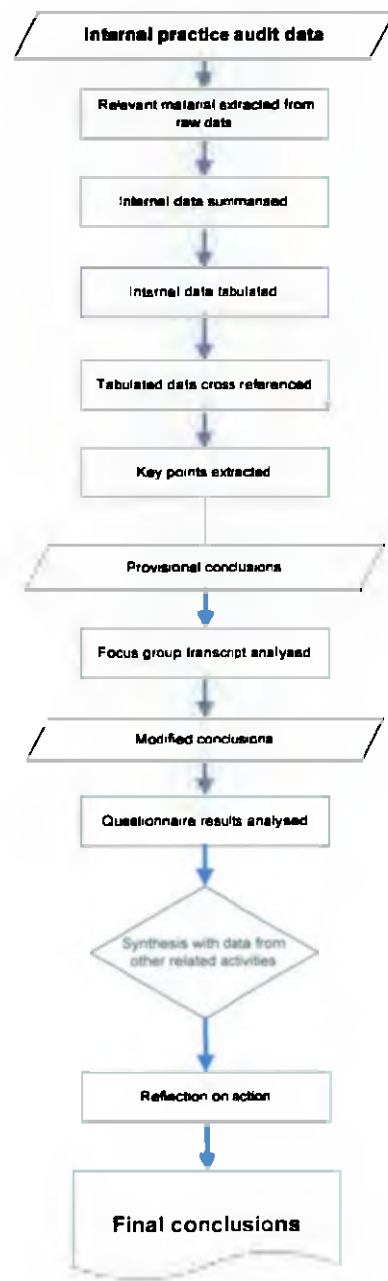 Internal practice audit data
Relevant material extracted from
raw data
Internal data summarised
Internal data tabulated
Tabulated data cross referenced
Key points extracted
Provisional conclusions
Focus group transcript analysed
Modified conclusions
Questionnaire results analysed
Synthesis with data from
other related activities
Reflection on action
Final conclusions